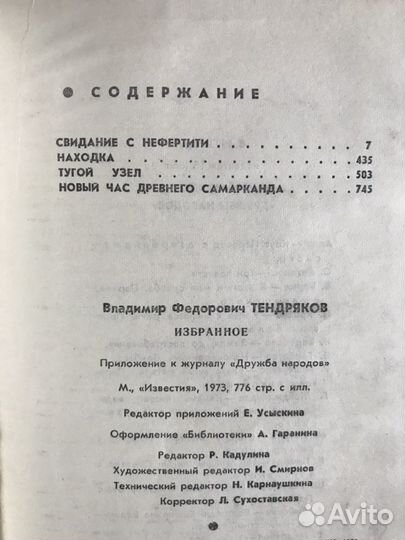 СОДЕРЖАНИЕ
СВИДАНИЕ С НЕФЕРТИТИ . . . . . . . . . . 7
НАХОДКА . . . . . . . . . . . . . . . . 435
ТУГОЙ УЗЕЛ . . . . . . . . . . . . . . 503
НОВЫЙ ЧАС ДРЕВНЕГО САМАРКАНДА . . . . . 745
Владимир Федорович ТЕНДРЯКОВ
ИЗБРАННОЕ
Приложение к журналу «Дружба народов»
М., «Известия», 1973, 776 стр. с илл.
Редактор приложений Е. Усыскина
Оформление «Библиотеки» А. Гаранина
Редактор Р. Кадулина
Художественный редактор И. Смирнов
Технический редактор Н. Карнаушкина
Корректор Л. Сухоставская
Avito